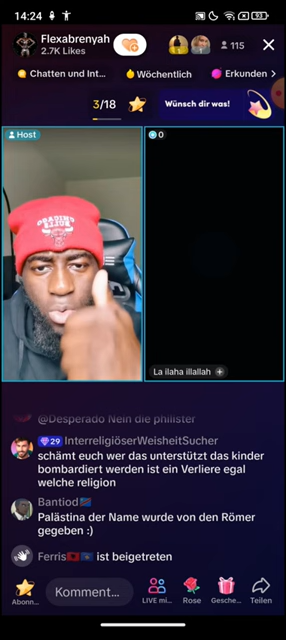 14:24
93
Flexabrenyah
2.7K Likes
115
Chatten und Int...
Wöchentlich
Erkunden
3/18
Wünsch dir was!
Host
0
CHICAGO
BULLS
La ilaha illallah
@Desperado Nein die philister
29 InterreligiöserWeisheitSucher
schämt euch wer das unterstützt das kinder
bombardiert werden ist ein Verliere egal
welche religion
Bantiod
Palästina der Name wurde von den Römer
gegeben :)
Ferris ist beigetreten
Abonn...
Komment...
LIVE mi...
Rose
Gesche...
Teilen